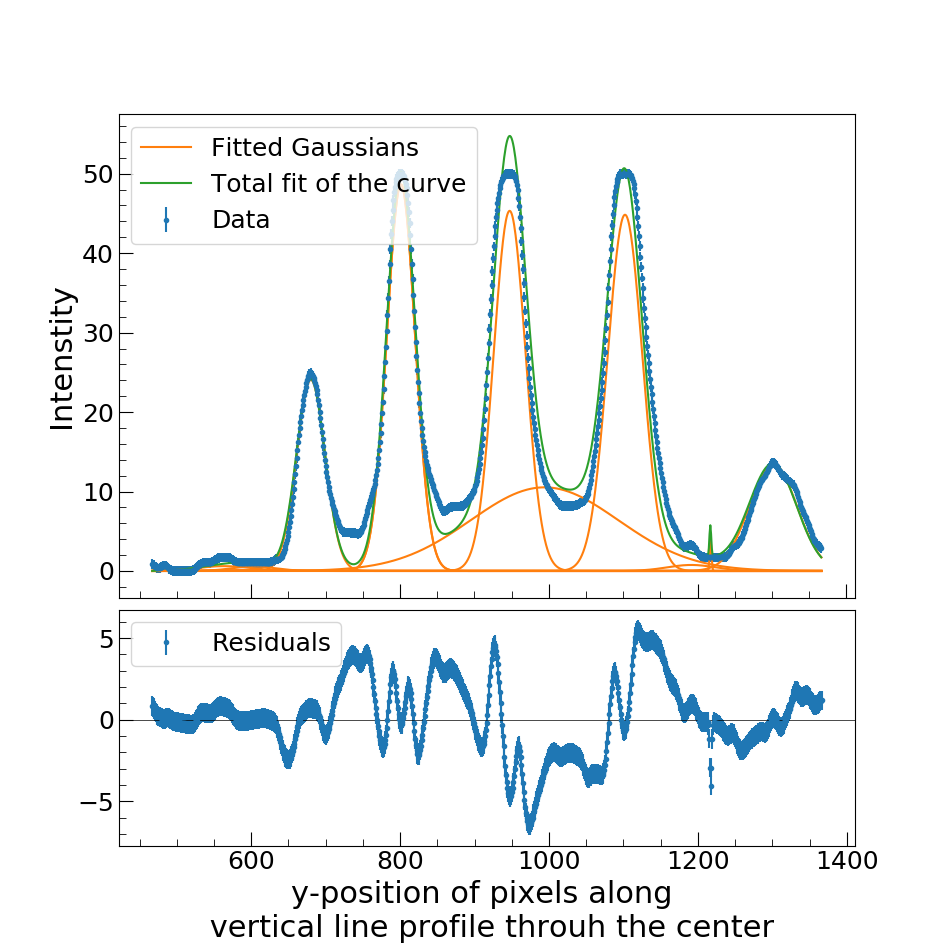 Fitted Gaussians
Total fit of the curve
Data
50
40
30
20
10
0
Intenstity
Residuals
5
0
−5
600 800 1000 1200 1400
y-position of pixels along
vertical line profile throuh the center